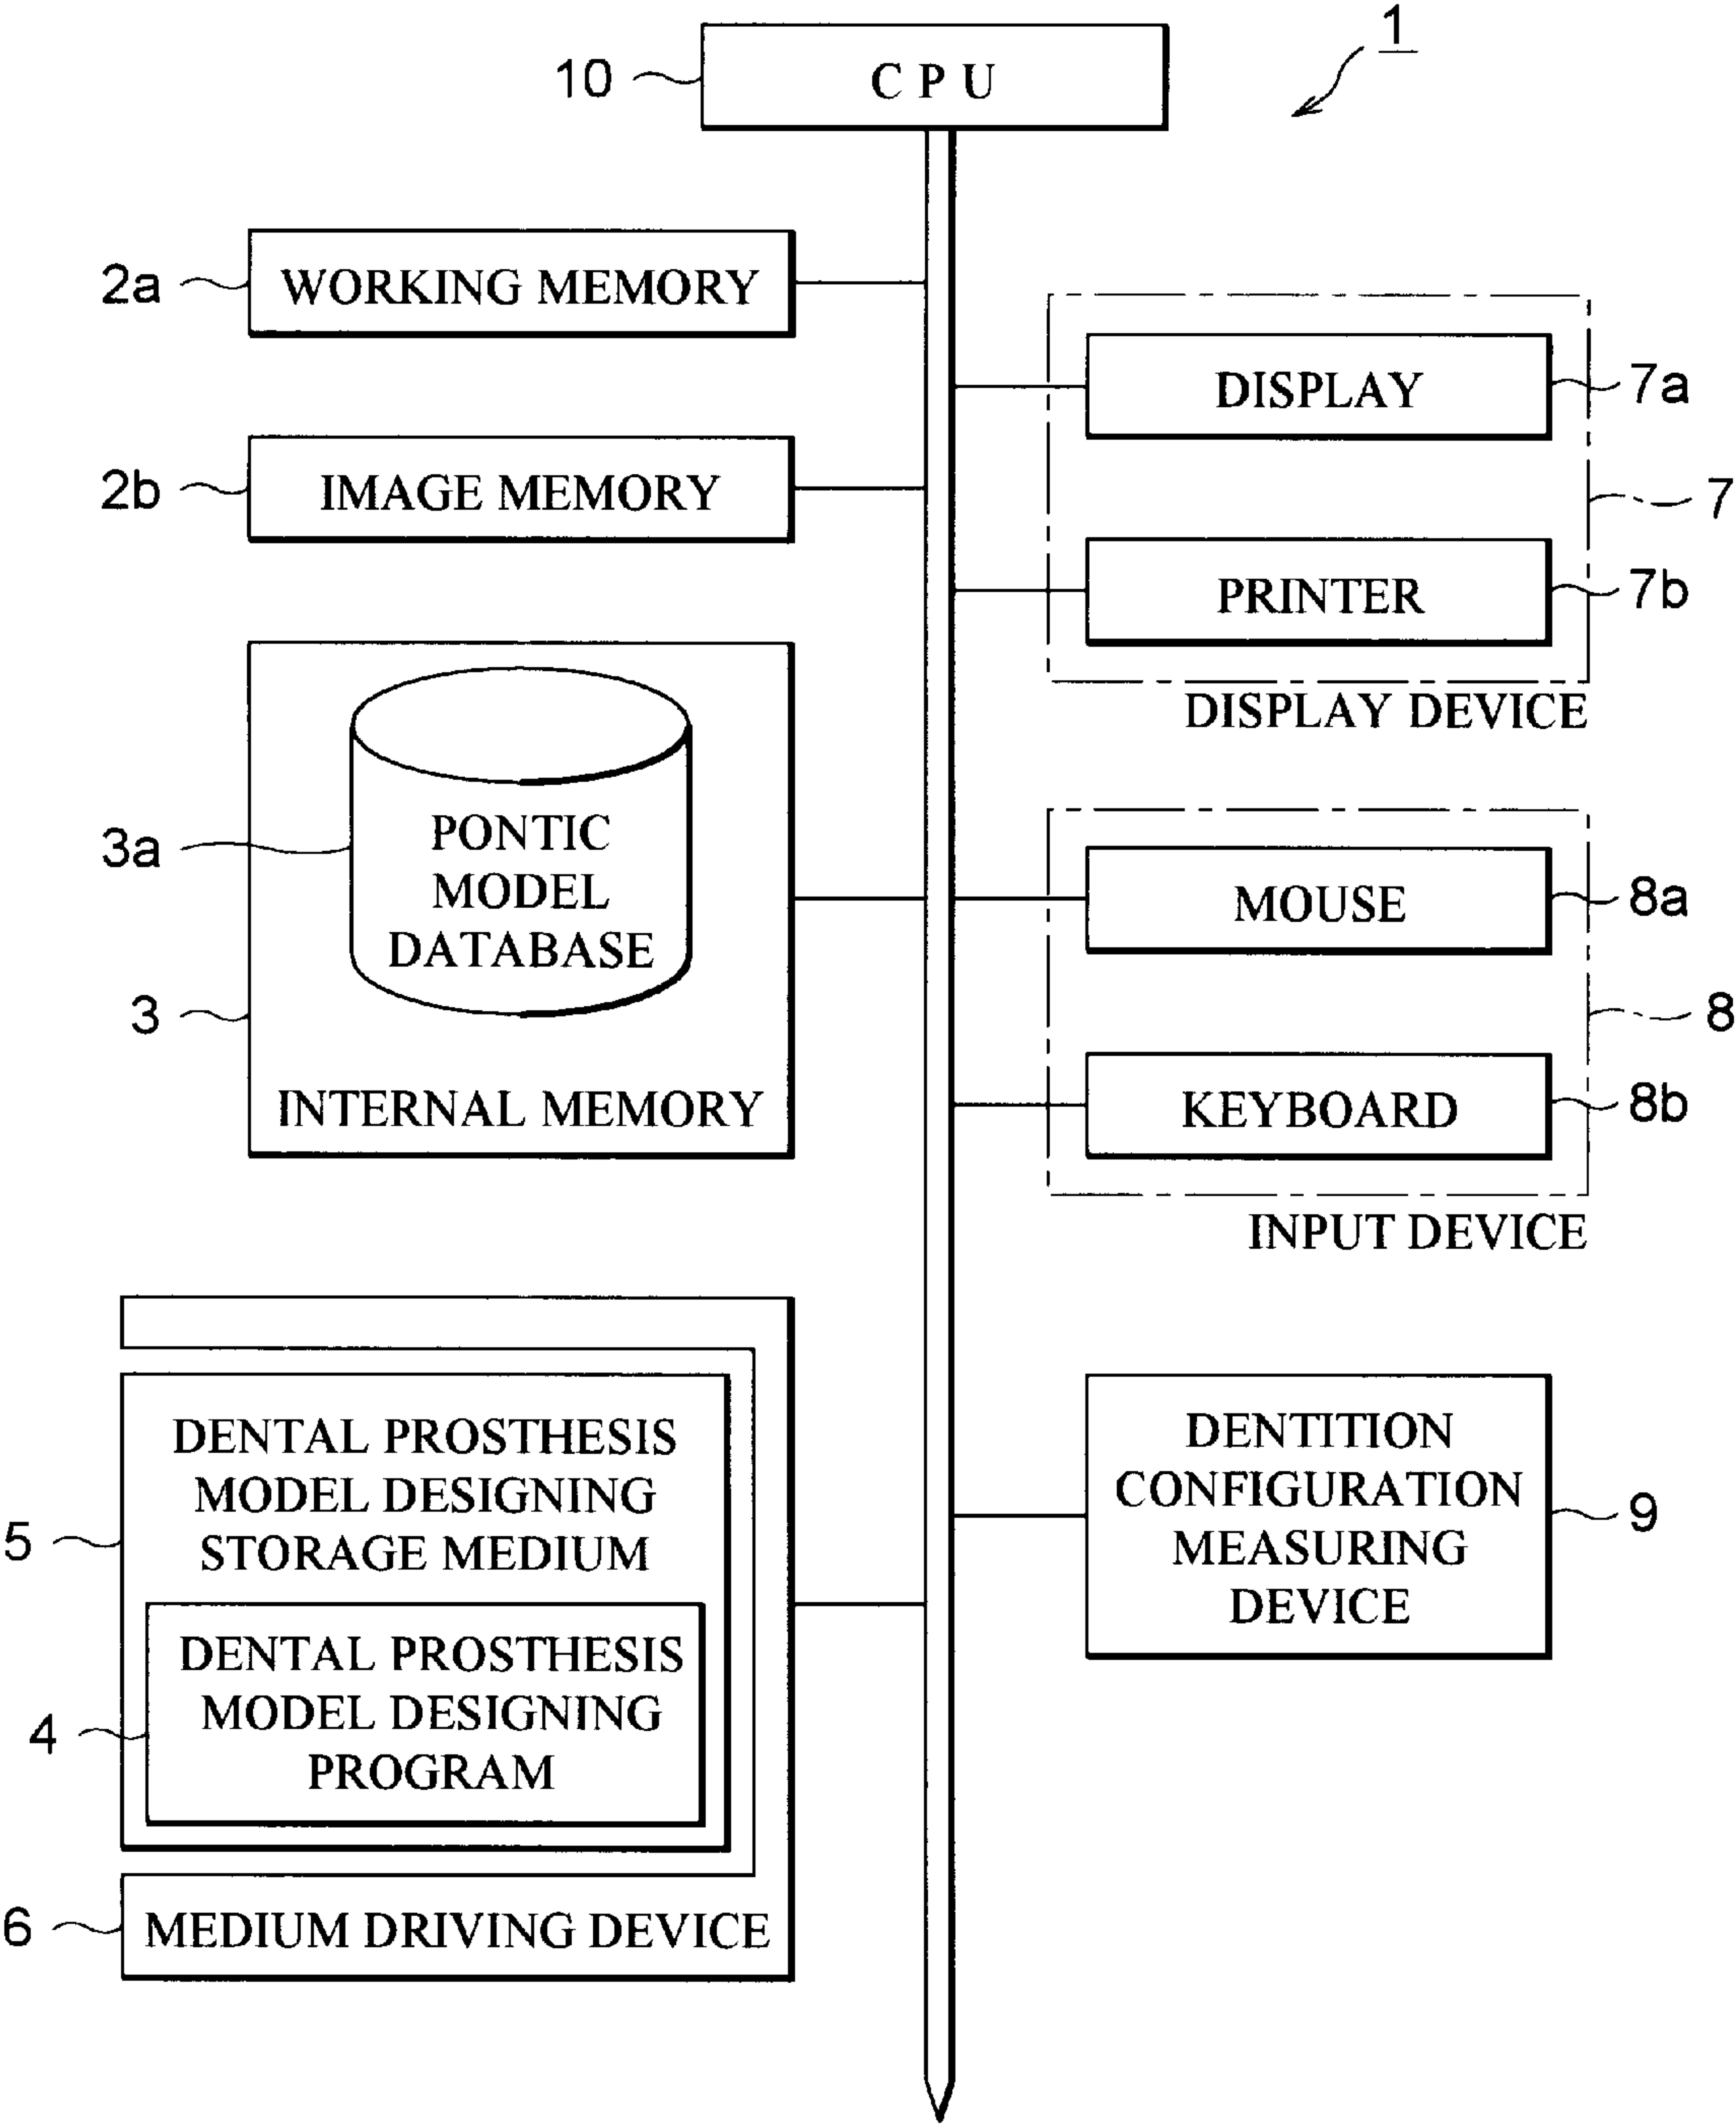 1
10
C P U
2a
WORKING MEMORY
DISPLAY
7a
2b
IMAGE MEMORY
7
PRINTER
7b
DISPLAY DEVICE
3a
PONTIC
MODEL
DATABASE
3
INTERNAL MEMORY
MOUSE
8a
8
KEYBOARD
8b
INPUT DEVICE
5
DENTAL PROSTHESIS
MODEL DESIGNING
STORAGE MEDIUM
4
DENTAL PROSTHESIS
MODEL DESIGNING
PROGRAM
6
MEDIUM DRIVING DEVICE
DENTITION
CONFIGURATION
MEASURING
DEVICE
9